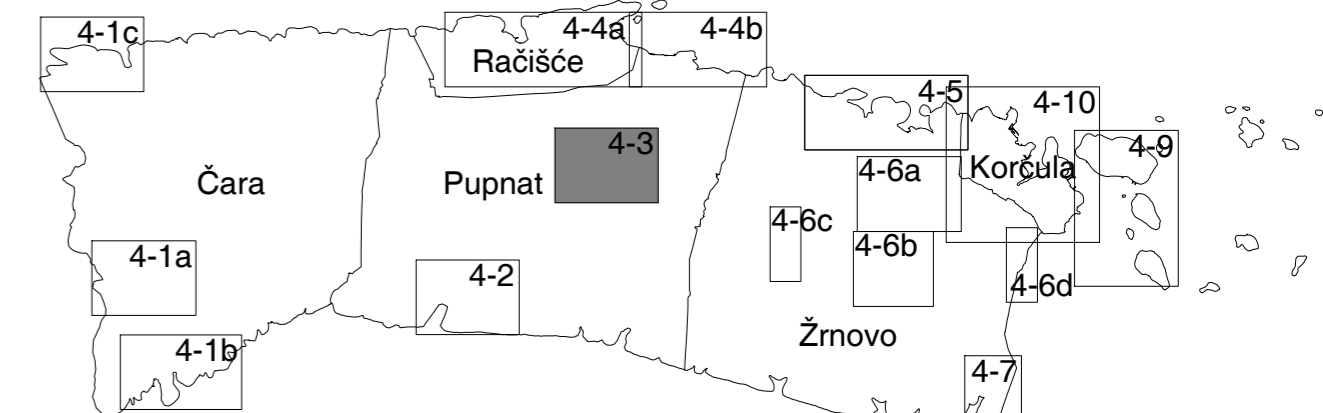 4-1c
4-4a
4-4b
Račišće
4-5
4-10
4-3
4-9
Čara
Pupnat
4-6a
Korčula
4-6c
4-6b
4-1a
4-2
4-6d
Žrnovo
4-1b
4-7